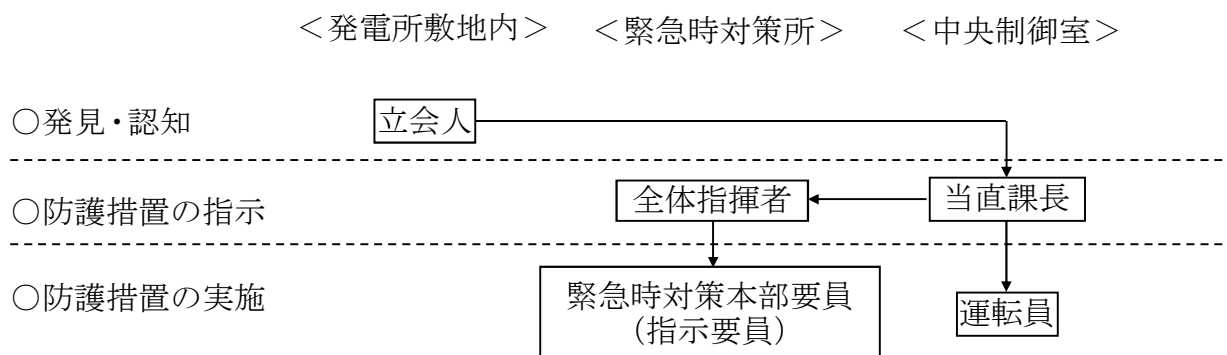 ＜発電所敷地内＞ ＜緊急時対策所＞ ＜中央制御室＞
○発見・認知 立会人
○防護措置の指示 全体指揮者 当直課長
○防護措置の実施 緊急時対策本部要員
（指示要員） 運転員